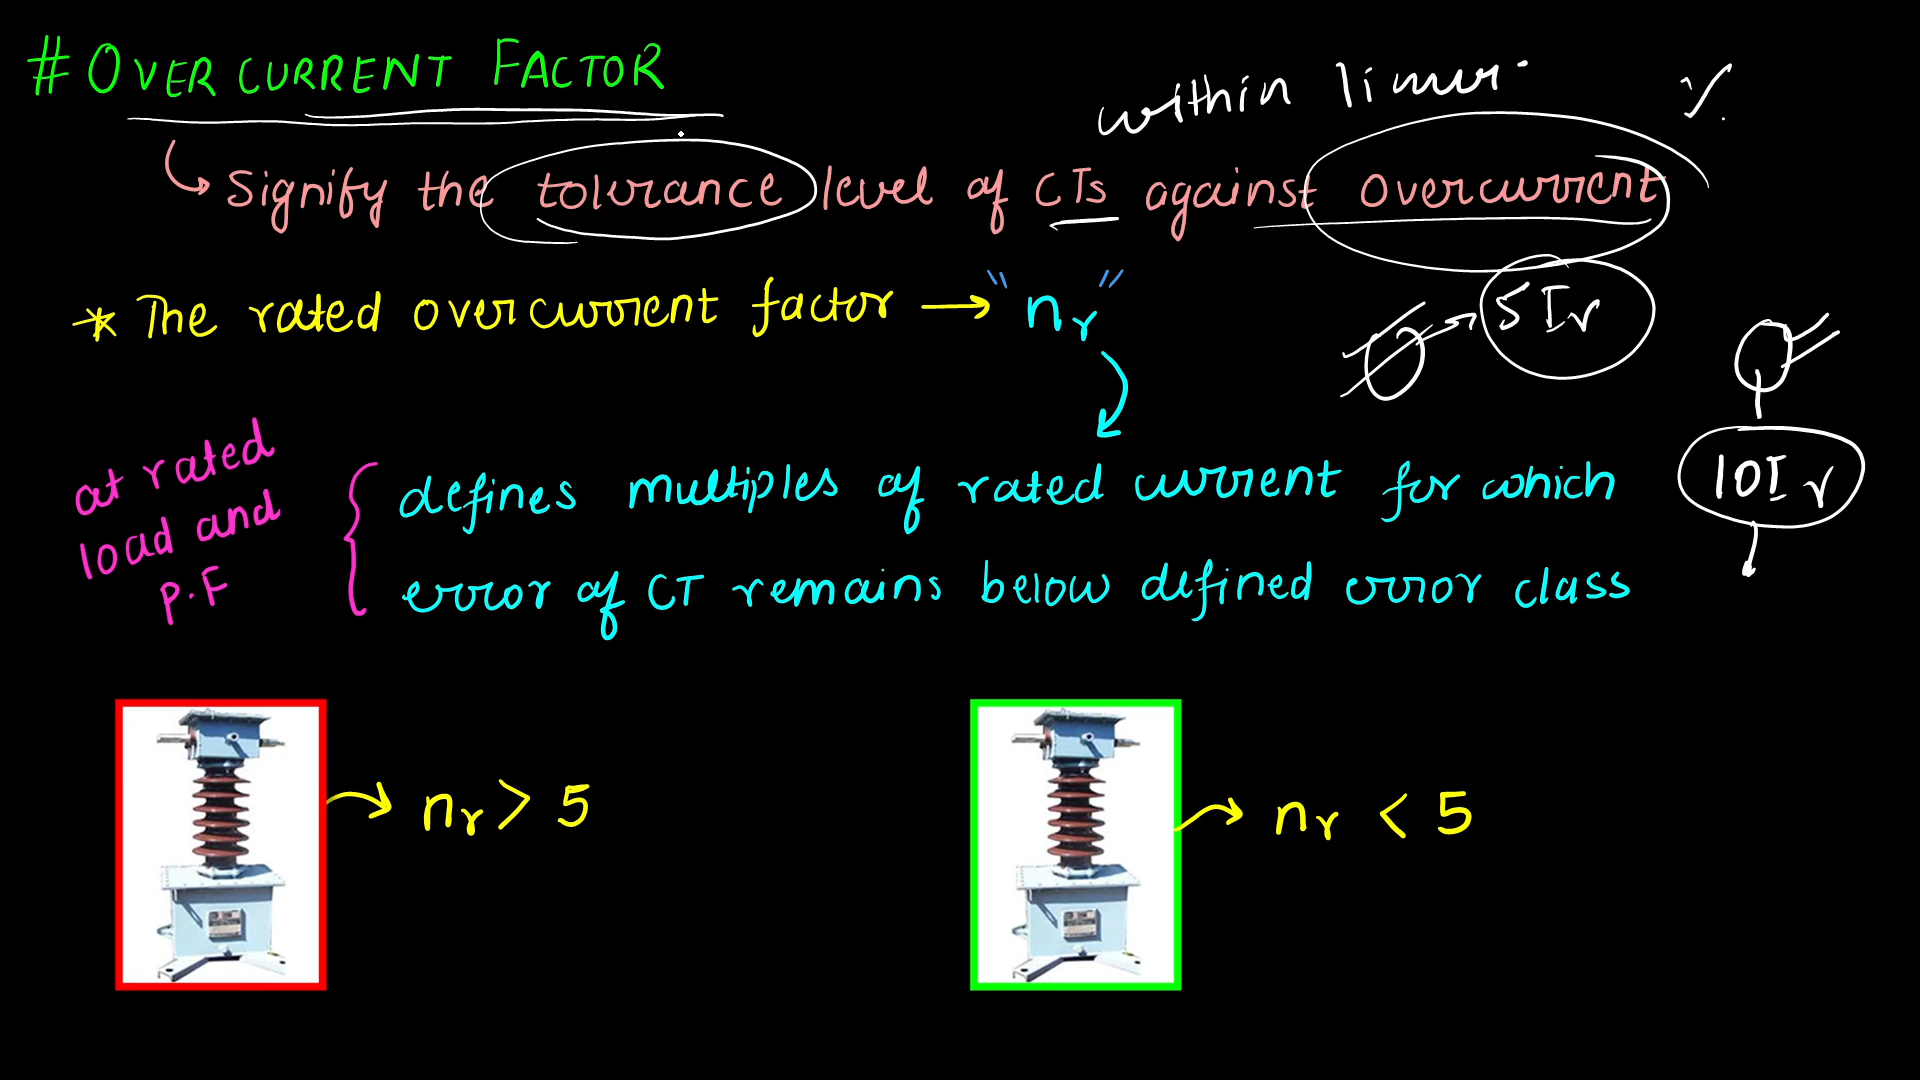 # OVER CURRENT FACTOR
within limit
%.
Signify the tolerance level of CTs against overcurrent
* The rated overcurrent factor → "nr"
5Ir
10Ir
at rated
load and
P.F
defines multiples of rated current for which
error of CT remains below defined error class
nr > 5
nr < 5